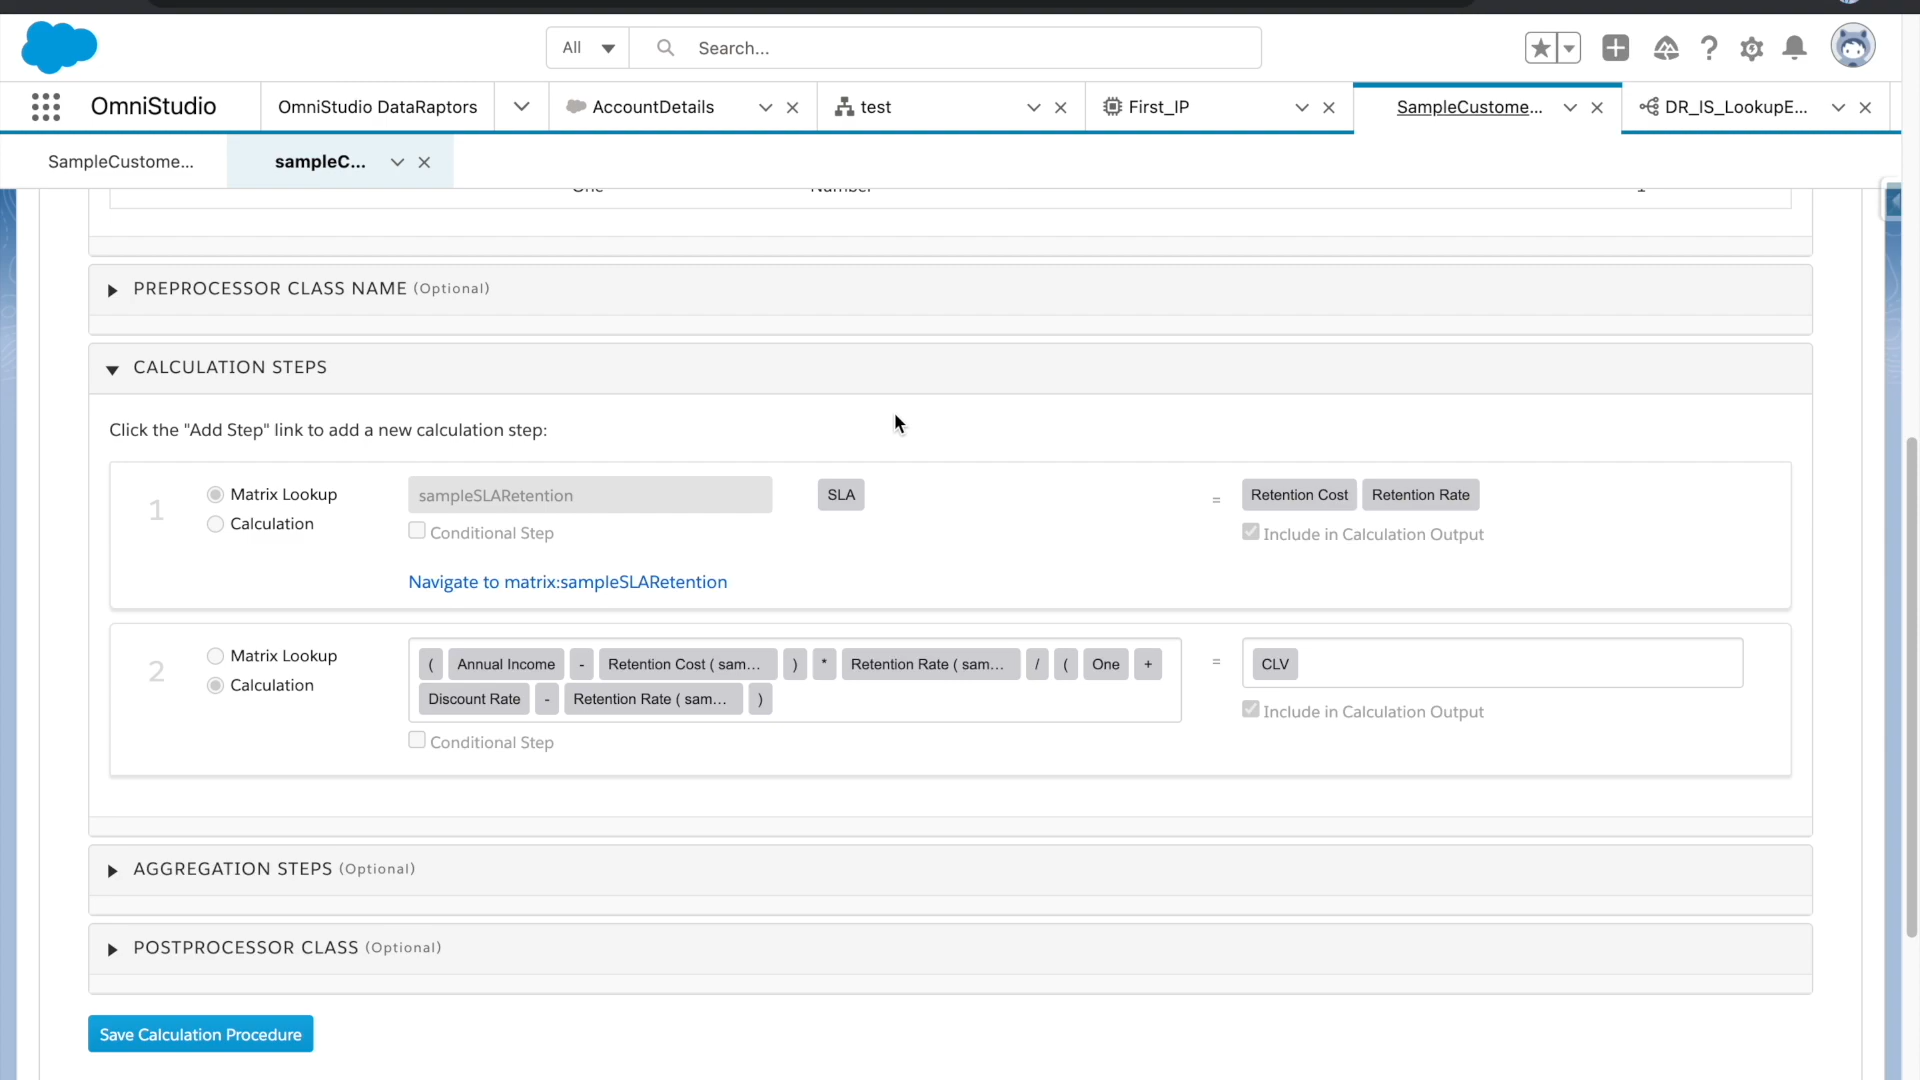 All Search...
OmniStudio OmniStudio DataRaptors AccountDetails test First_IP SampleCustome... DR_IS_LookupE...
SampleCustome... sampleC...
One Number 1
PREPROCESSOR CLASS NAME (Optional)
CALCULATION STEPS
Click the "Add Step" link to add a new calculation step:
1 Matrix Lookup sampleSLARetention SLA = Retention Cost Retention Rate
Calculation Conditional Step Include in Calculation Output
Navigate to matrix:sampleSLARetention
2 Matrix Lookup ( Annual Income - Retention Cost ( sam... ) * Retention Rate ( sam... / ( One + = CLV
Calculation Discount Rate - Retention Rate ( sam... ) Include in Calculation Output
Conditional Step
AGGREGATION STEPS (Optional)
POSTPROCESSOR CLASS (Optional)
Save Calculation Procedure